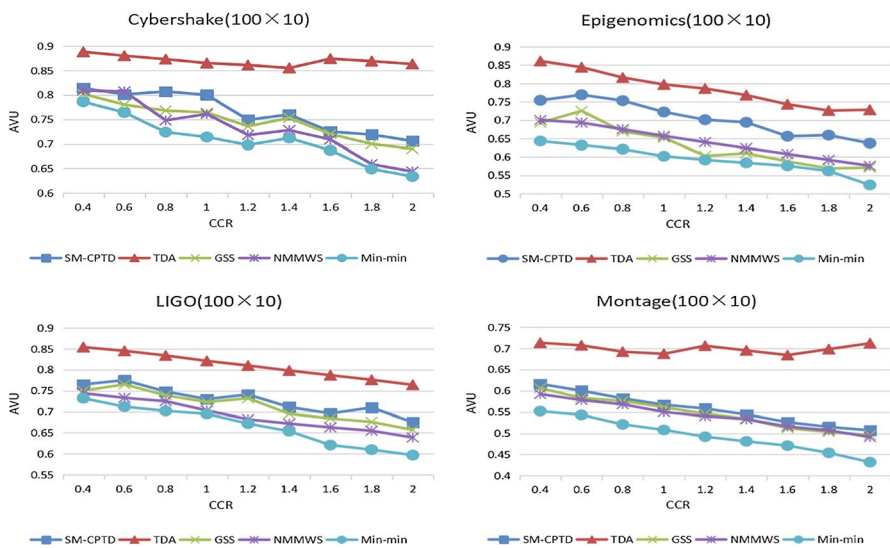 Cybershake(100×10)
0.9
0.85
0.8
0.75
0.7
0.65
0.6
AVU
0.4 0.6 0.8 1 1.2 1.4 1.6 1.8 2
CCR
SM-CPTD TDA GSS NMMWS Min-min
Epigenomics(100×10)
0.9
0.85
0.8
0.75
0.7
0.65
0.6
0.55
0.5
AVU
0.4 0.6 0.8 1 1.2 1.4 1.6 1.8 2
CCR
SM-CPTD TDA GSS NMMWS Min-min
LIGO(100×10)
0.9
0.85
0.8
0.75
0.7
0.65
0.6
0.55
AVU
0.4 0.6 0.8 1 1.2 1.4 1.6 1.8 2
CCR
SM-CPTD TDA GSS NMMWS Min-min
Montage(100×10)
0.75
0.7
0.65
0.6
0.55
0.5
0.45
0.4
AVU
0.4 0.6 0.8 1 1.2 1.4 1.6 1.8 2
CCR
SM-CPTD TDA GSS NMMWS Min-min